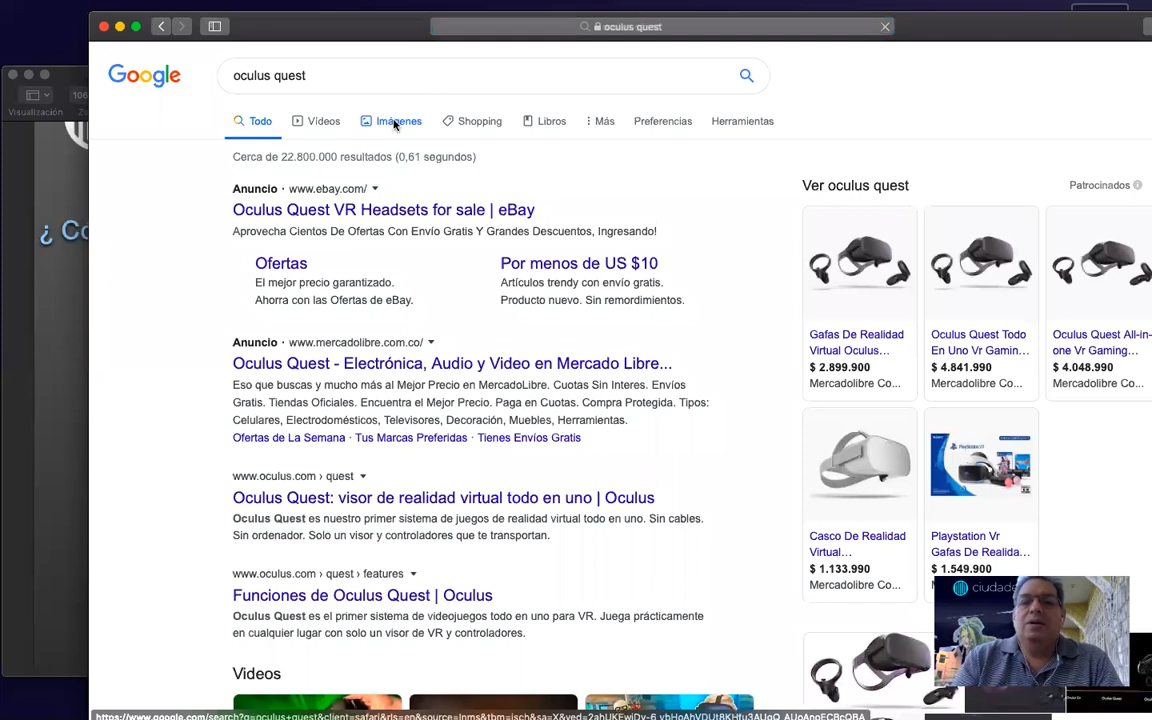 oculus quest
Visualización
106
¿ Có
Google
oculus quest
Todo
Vídeos
Imágenes
Shopping
Libros
Más
Preferencias
Herramientas
Cerca de 22.800.000 resultados (0,61 segundos)
Anuncio · www.ebay.com/
Oculus Quest VR Headsets for sale | eBay
Aprovecha Cientos De Ofertas Con Envío Gratis Y Grandes Descuentos, Ingresando!
Ofertas
El mejor precio garantizado.
Ahorra con las Ofertas de eBay.
Por menos de US $10
Artículos trendy con envío gratis.
Producto nuevo. Sin remordimientos.
Anuncio · www.mercadolibre.com.co/
Oculus Quest - Electrónica, Audio y Video en Mercado Libre...
Eso que buscas y mucho más al Mejor Precio en MercadoLibre. Cuotas Sin Interes. Envíos
Gratis. Tiendas Oficiales. Encuentra el Mejor Precio. Paga en Cuotas. Compra Protegida. Tipos:
Celulares, Electrodomésticos, Televisores, Decoración, Muebles, Herramientas.
Ofertas de La Semana · Tus Marcas Preferidas · Tienes Envíos Gratis
www.oculus.com › quest
Oculus Quest: visor de realidad virtual todo en uno | Oculus
Oculus Quest es nuestro primer sistema de juegos de realidad virtual todo en uno. Sin cables.
Sin ordenador. Solo un visor y controladores que te transportan.
www.oculus.com › quest › features
Funciones de Oculus Quest | Oculus
Oculus Quest es el primer sistema de videojuegos todo en uno para VR. Juega prácticamente
en cualquier lugar con solo un visor de VR y controladores.
Videos
Ver oculus quest
Patrocinados
Gafas De Realidad
Virtual Oculus...
$ 2.899.900
Mercadolibre Co...
Oculus Quest Todo
En Uno Vr Gamin...
$ 4.841.990
Mercadolibre Co...
Oculus Quest All-in-
one Vr Gaming...
$ 4.048.990
Mercadolibre Co...
Casco De Realidad
Virtual...
$ 1.133.990
Mercadolibre Co...
Playstation Vr
Gafas De Realida...
$ 1.549.900
ciudade